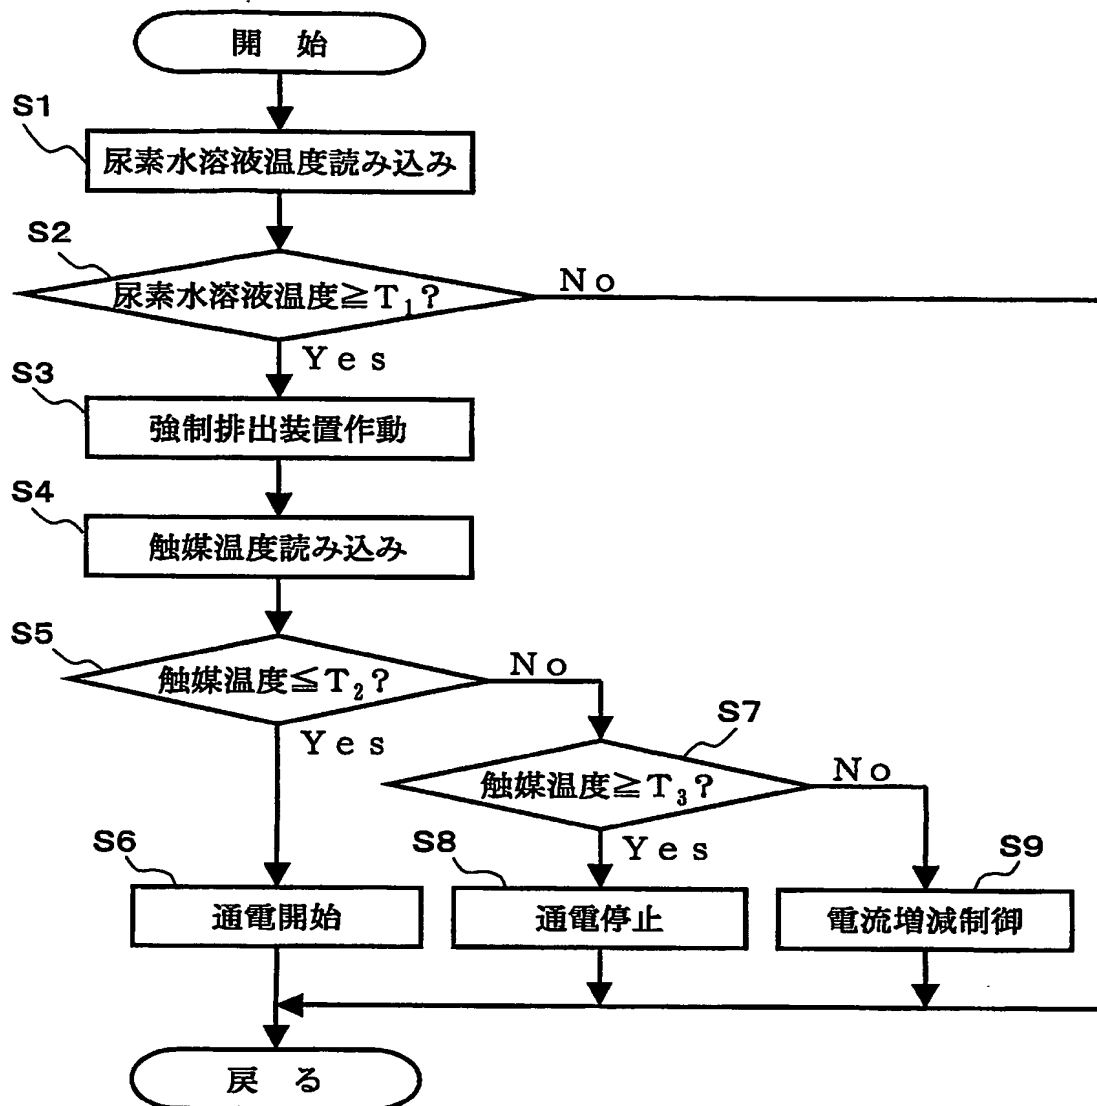 開 始
S1
尿素水溶液温度読み込み
S2
尿素水溶液温度≧T₁?
No
Yes
S3
強制排出装置作動
S4
触媒温度読み込み
S5
触媒温度≦T₂?
No
Yes
S7
触媒温度≧T₃?
No
Yes
S6
通電開始
S8
通電停止
S9
電流増減制御
戻 る